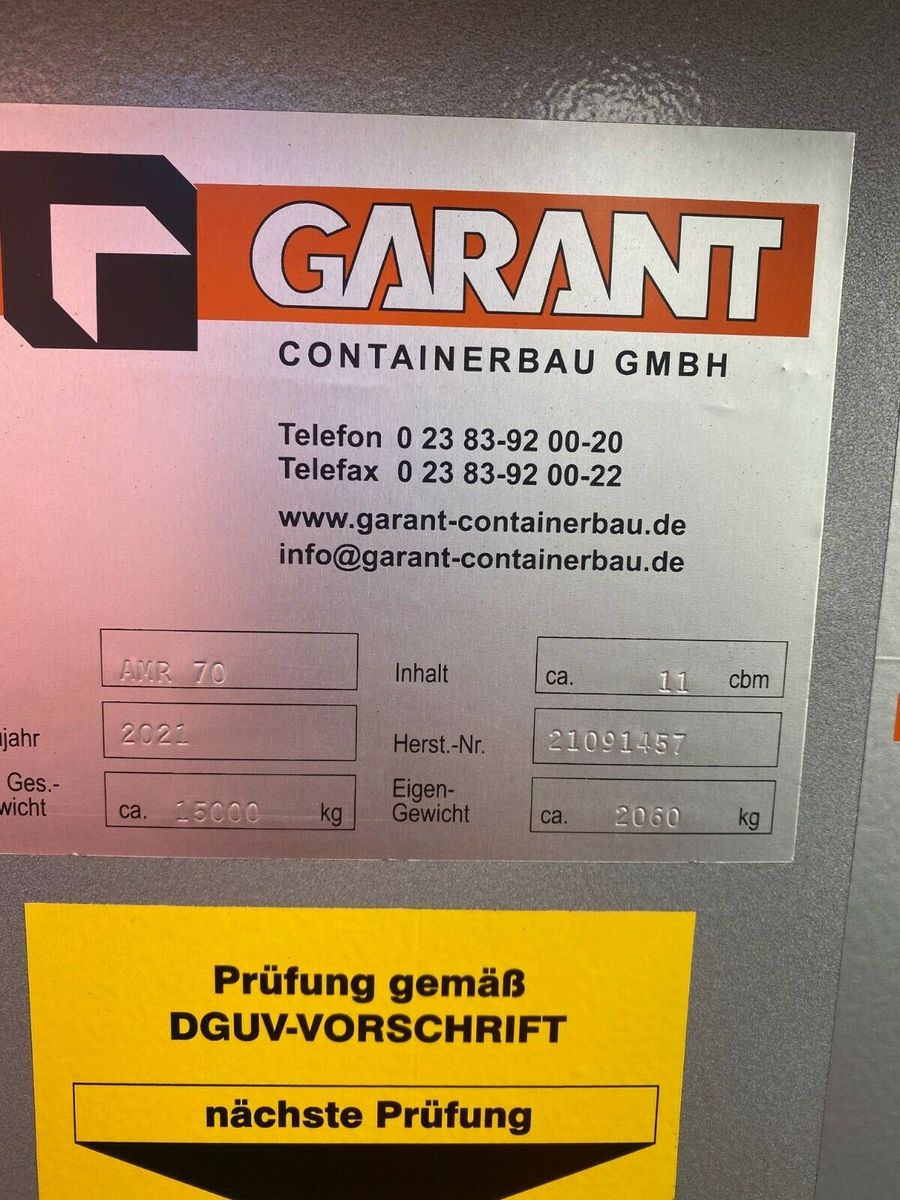 GARANT
CONTAINERBAU GMBH
Telefon 0 23 83-92 00-20
Telefax 0 23 83-92 00-22
www.garant-containerbau.de
info@garant-containerbau.de
AMR 70 Inhalt ca. 11 cbm
jahr 2021 Herst.-Nr. 21091457
Ges.- Eigen-
wicht ca. 15000 kg Gewicht ca. 2060 kg
Prüfung gemäß
DGUV-VORSCHRIFT
nächste Prüfung